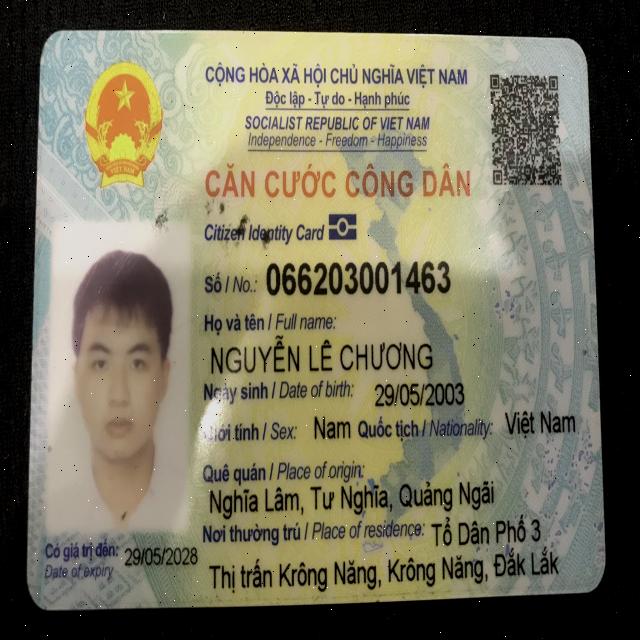 CỘNG HÒA XÃ HỘI CHỦ NGHĨA VIỆT NAM
Độc lập - Tự do - Hạnh phúc
SOCIALIST REPUBLIC OF VIET NAM
Independence - Freedom - Happiness
CĂN CƯỚC CÔNG DÂN
Citizen Identity Card
Số / No.: 066203001463
Họ và tên / Full name:
NGUYỄN LÊ CHƯƠNG
Ngày sinh / Date of birth: 29/05/2003
Giới tính / Sex: Nam Quốc tịch / Nationality: Việt Nam
Quê quán / Place of origin:
Nghĩa Lâm, Tư Nghĩa, Quảng Ngãi
Nơi thường trú / Place of residence: Tổ Dân Phố 3
Thị trấn Krông Năng, Krông Năng, Đắk Lắk
Có giá trị đến: 29/05/2028
Date of expiry